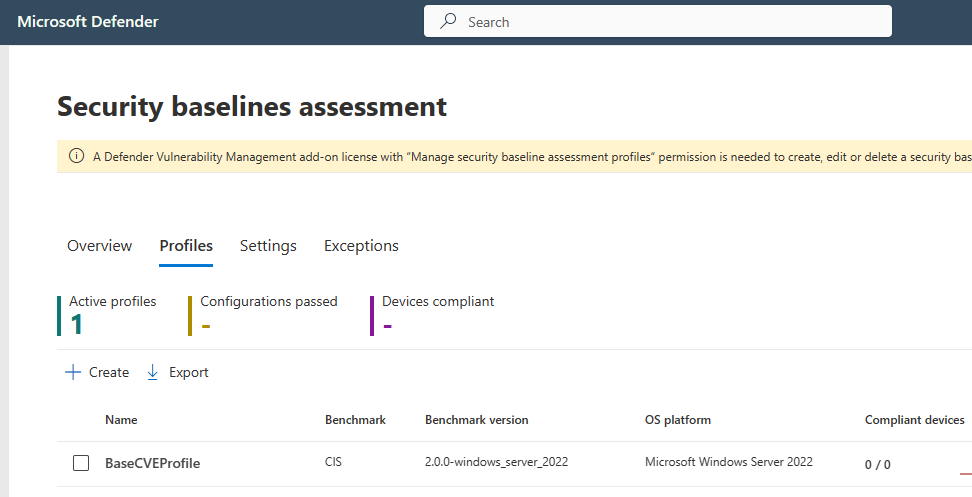 Microsoft Defender
Search
Security baselines assessment
A Defender Vulnerability Management add-on license with "Manage security baseline assessment profiles" permission is needed to create, edit or delete a security bas
Overview Profiles Settings Exceptions
Active profiles Configurations passed Devices compliant
1 - -
Create Export
Name Benchmark Benchmark version OS platform Compliant devices
BaseCVEProfile CIS 2.0.0-windows_server_2022 Microsoft Windows Server 2022 0 / 0